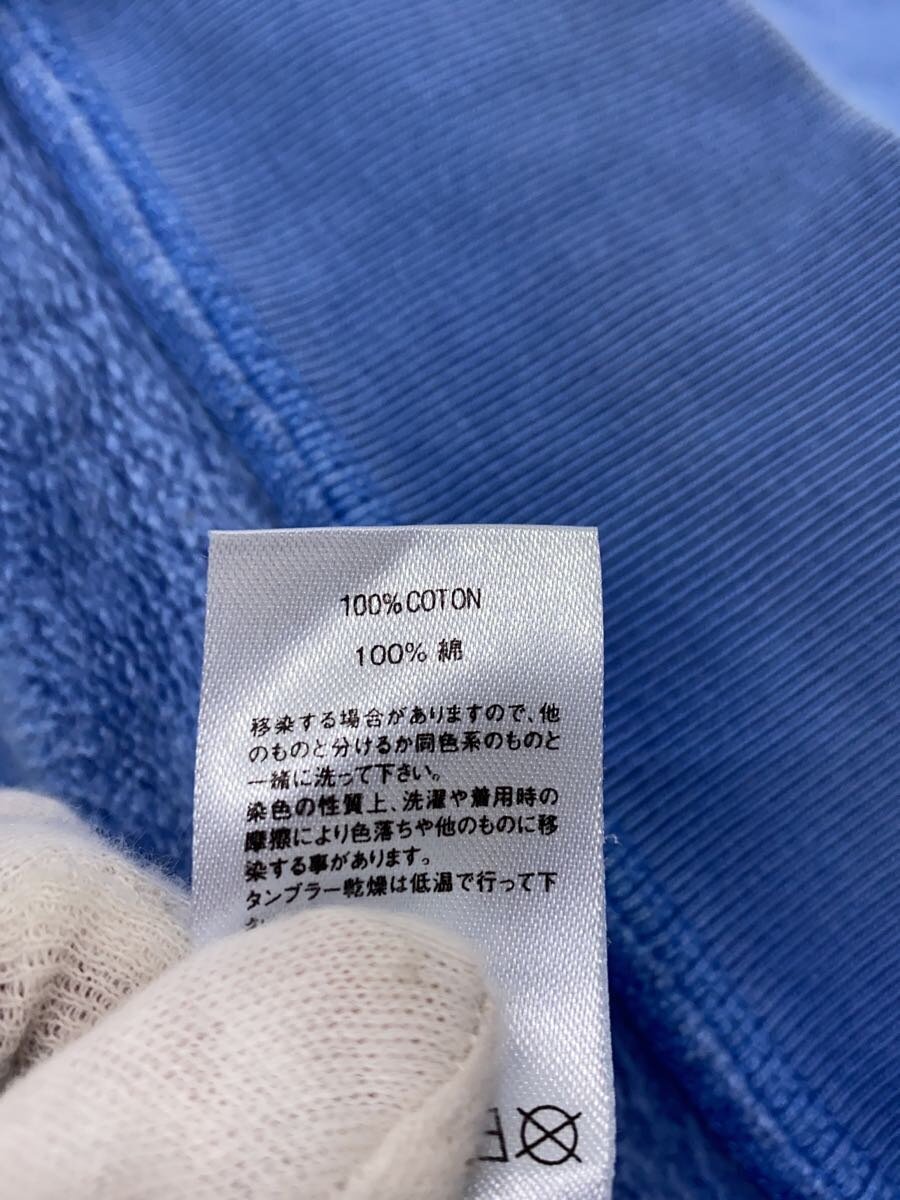 100%COTON
100% 綿
移染する場合がありますので、他
のものと分けるか同色系のものと
一緒に洗って下さい。
染色の性質上、洗濯や着用時の
摩擦により色落ちや他のものに移
染する事があります。
タンブラー乾燥は低温で行って下